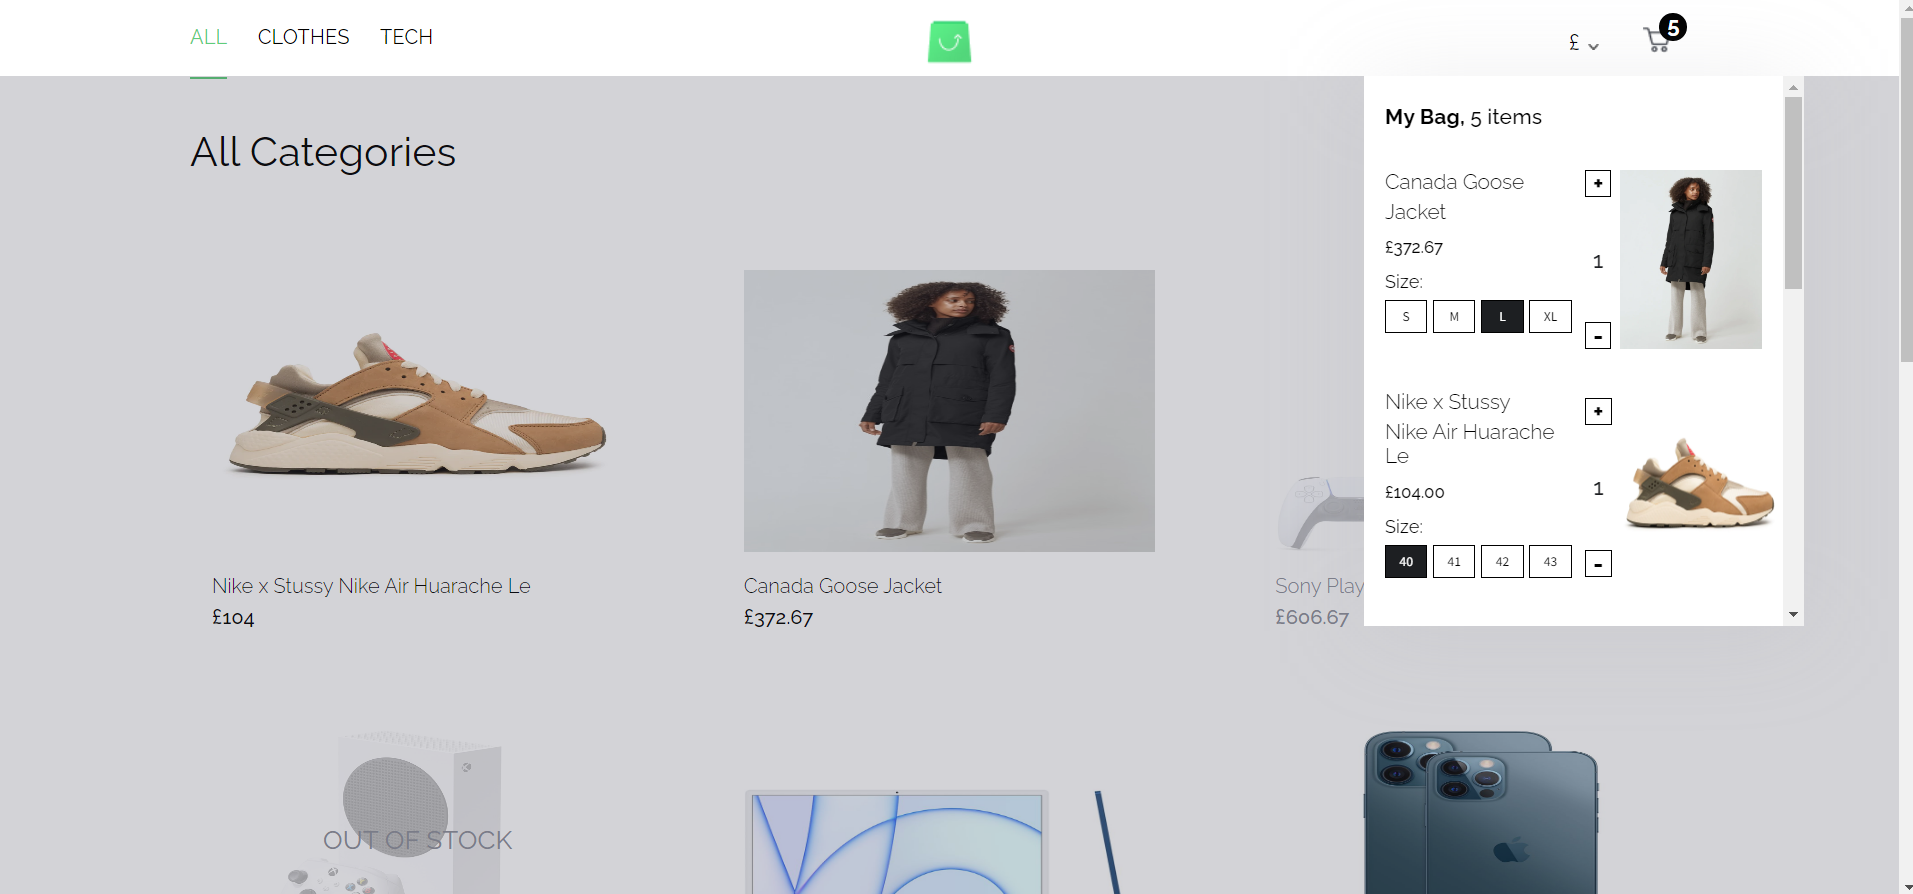 ALL CLOTHES TECH
£
5
All Categories
My Bag, 5 items
Canada Goose
Jacket
£372.67
Size:
S M L XL
+
1
-
Nike x Stussy
Nike Air Huarache
Le
£104.00
Size:
40 41 42 43
+
1
-
Nike x Stussy Nike Air Huarache Le
£104
Canada Goose Jacket
£372.67
Sony Play
£606.67
OUT OF STOCK